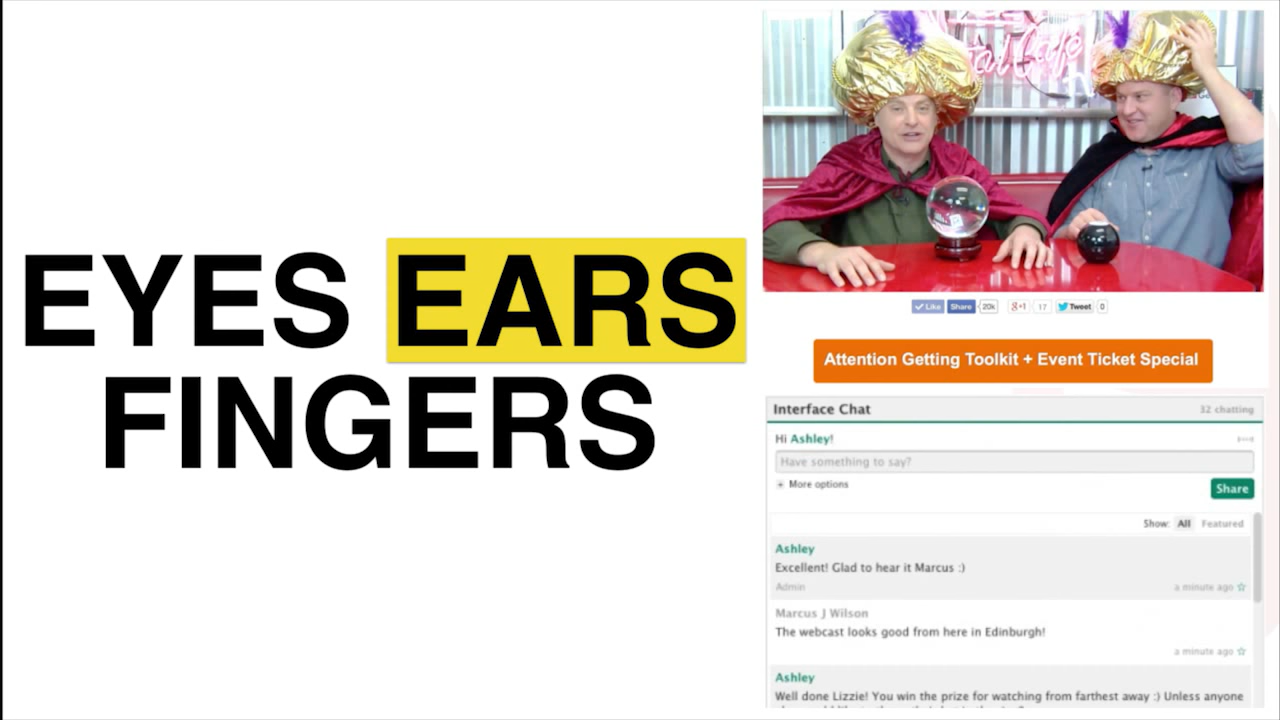 EYES EARS
FINGERS
tal Cafe
Like Share 20k g+1 17 Tweet 0
Attention Getting Toolkit + Event Ticket Special
Interface Chat 32 chatting
Hi Ashley!
Have something to say?
+ More options
Share
Show: All Featured
Ashley
Excellent! Glad to hear it Marcus :)
Admin a minute ago
Marcus J Wilson
The webcast looks good from here in Edinburgh!
a minute ago
Ashley
Well done Lizzie! You win the prize for watching from farthest away :) Unless anyone